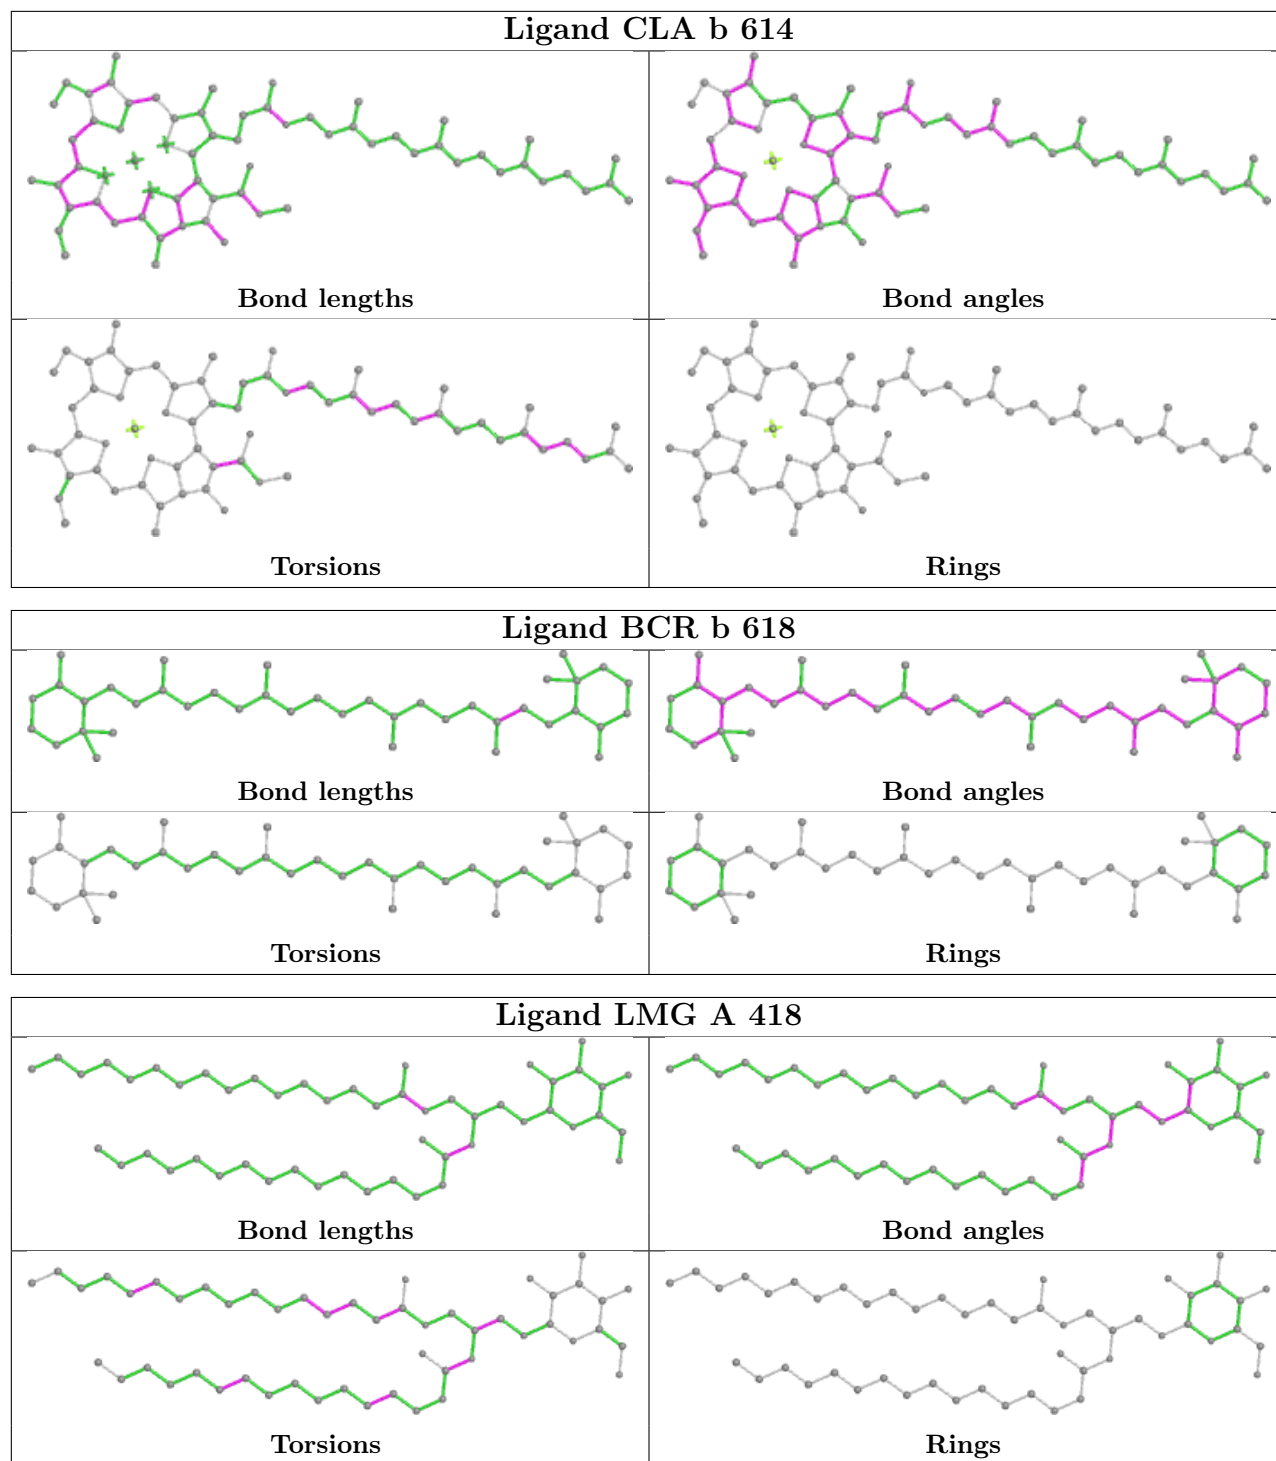 Ligand CLA b 614
Bond lengths
Bond angles
Torsions
Rings
Ligand BCR b 618
Bond lengths
Bond angles
Torsions
Rings
Ligand LMG A 418
Bond lengths
Bond angles
Torsions
Rings